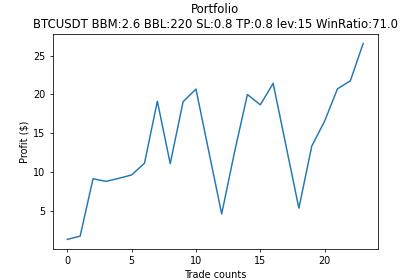 Portfolio
BTCUSDT BBM:2.6 BBL:220 SL:0.8 TP:0.8 lev:15 WinRatio:71.0
25
20
15
10
5
Profit ($)
0 5 10 15 20
Trade counts